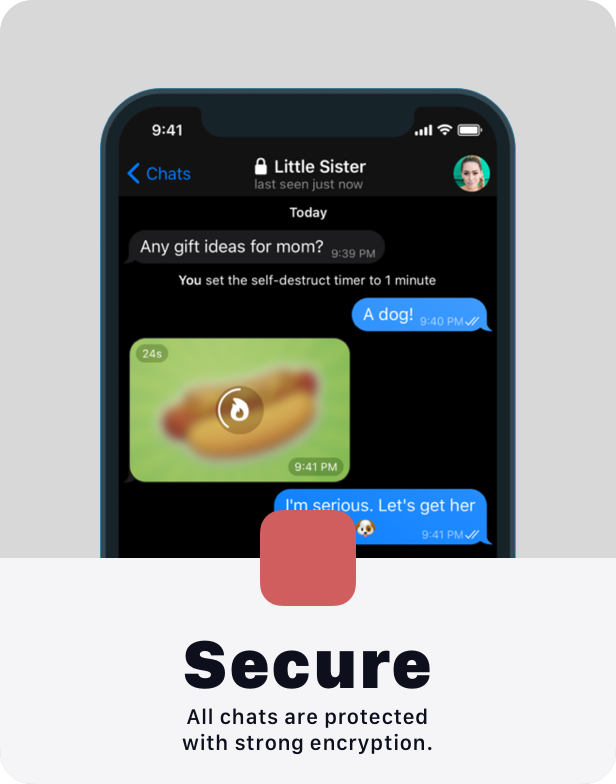 9:41
Chats
Little Sister
last seen just now
Today
Any gift ideas for mom? 9:39 PM
You set the self-destruct timer to 1 minute
A dog! 9:40 PM
24s
9:41 PM
I'm serious. Let's get her
🐶 9:41 PM
Secure
All chats are protected
with strong encryption.